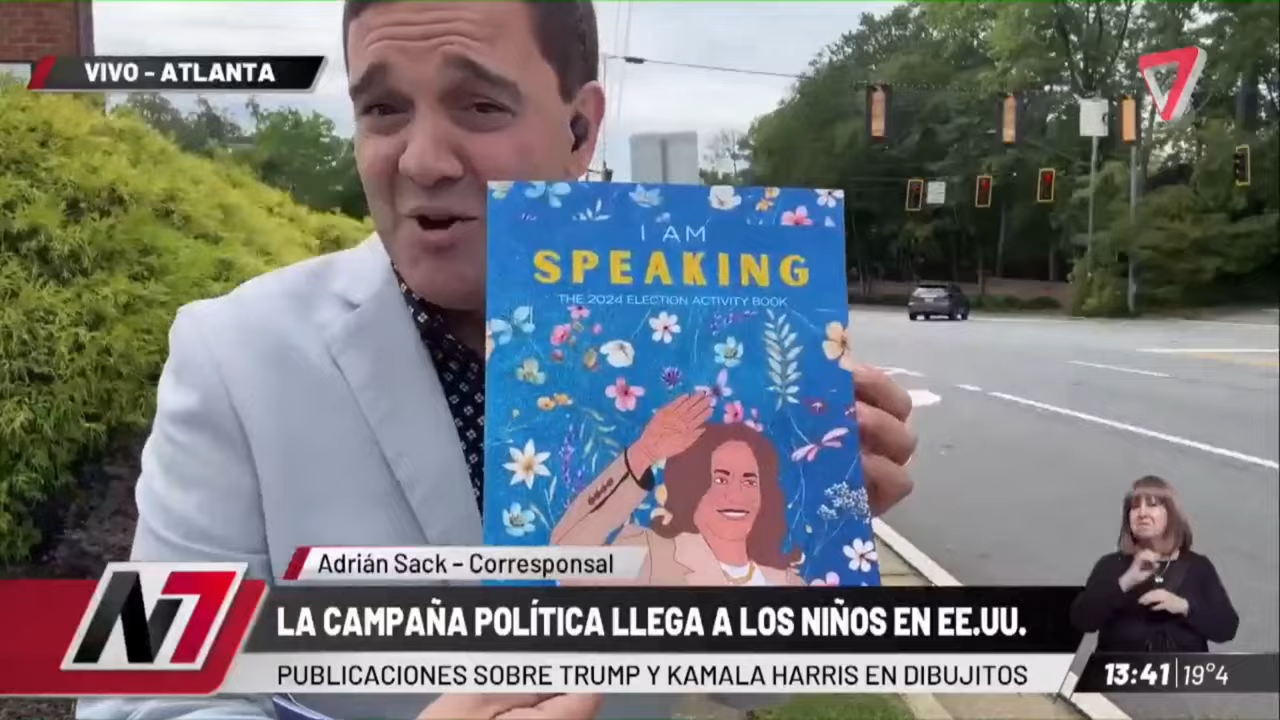 VIVO – ATLANTA
I AM
SPEAKING
THE 2024 ELECTION ACTIVITY BOOK
Adrián Sack – Corresponsal
N7
LA CAMPAÑA POLÍTICA LLEGA A LOS NIÑOS EN EE.UU.
PUBLICACIONES SOBRE TRUMP Y KAMALA HARRIS EN DIBUJITOS
13:41 19°4